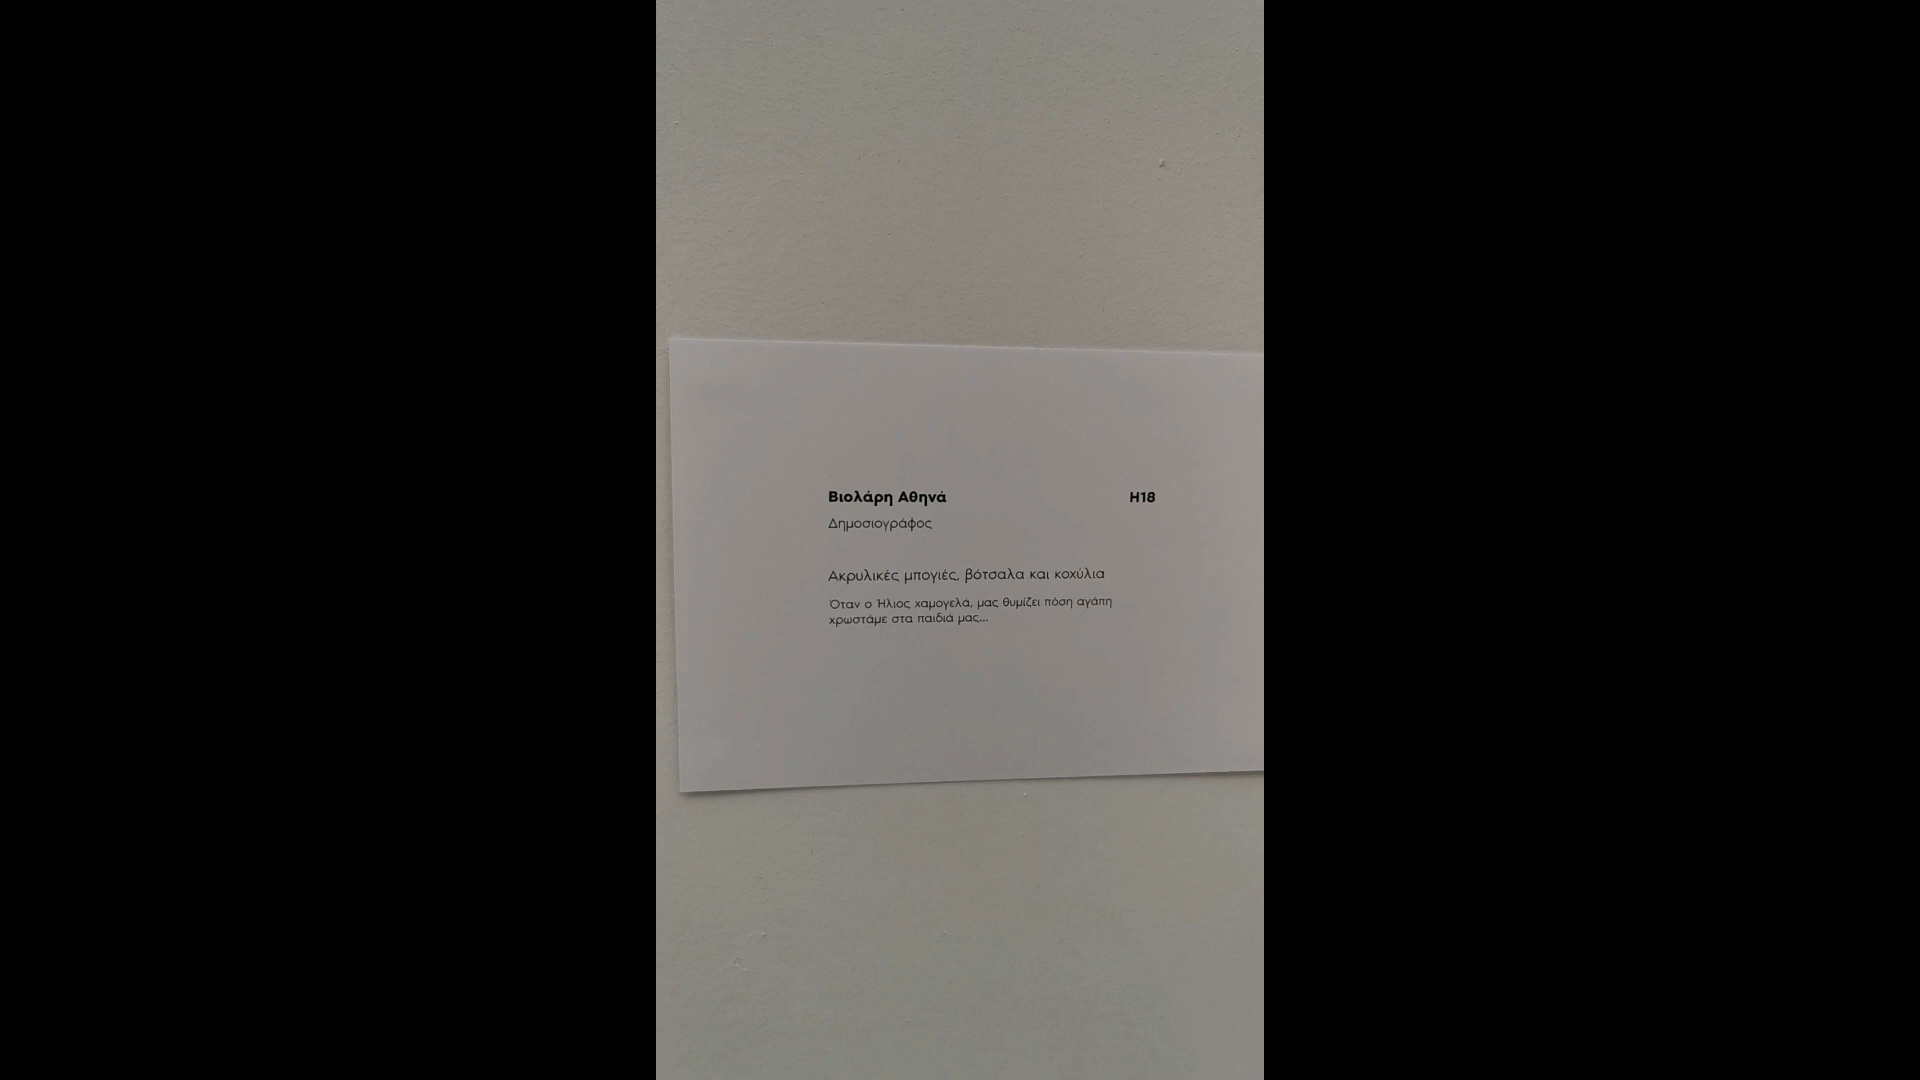 Βιολάρη Αθηνά H18
Δημοσιογράφος
Ακρυλικές μπογιές, βότσαλα και κοχύλια
Όταν ο Ήλιος χαμογελά, μας θυμίζει πόση αγάπη
χρωστάμε στα παιδιά μας...